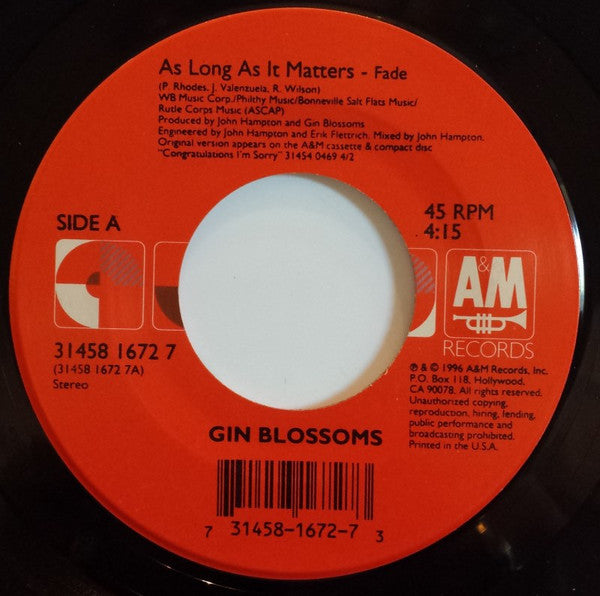 As Long As It Matters - Fade
(P. Rhodes. J. Valenzuela, R. Wilson)
WB Music Corp./Philthy Music/Bonneville Salt Flats Music/
Rutle Corps Music (ASCAP)
Produced by John Hampton and Gin Blossoms
Engineered by John Hampton and Erik Flettrich. Mixed by John Hampton.
Original version appears on the A&M cassette & compact disc
"Congratulations I'm Sorry" 31454 0469 4/2
SIDE A
45 RPM
4:15
A&M
RECORDS
31458 1672 7
(31458 1672 7A)
Stereo
℗ & © 1996 A&M Records, Inc.
P.O. Box 118, Hollywood,
CA 90078. All rights reserved.
Unauthorized copying,
reproduction, hiring, lending,
public performance and
broadcasting prohibited.
Printed in the U.S.A.
GIN BLOSSOMS
7 31458-1672-7 3